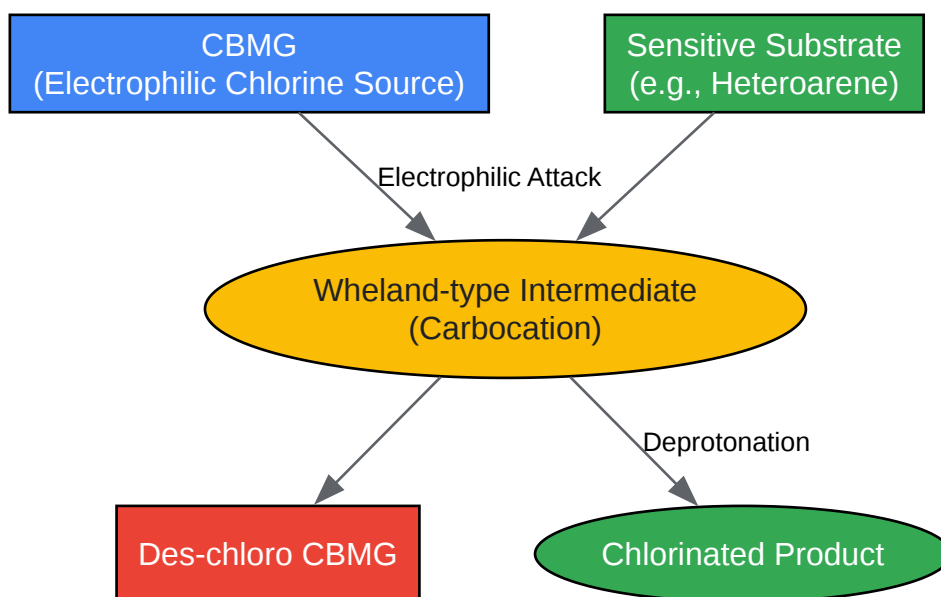 CBMG
(Electrophilic Chlorine Source)
Sensitive Substrate
(e.g., Heteroarene)
Electrophilic Attack
Wheland-type Intermediate
(Carbocation)
Deprotonation
Des-chloro CBMG
Chlorinated Product